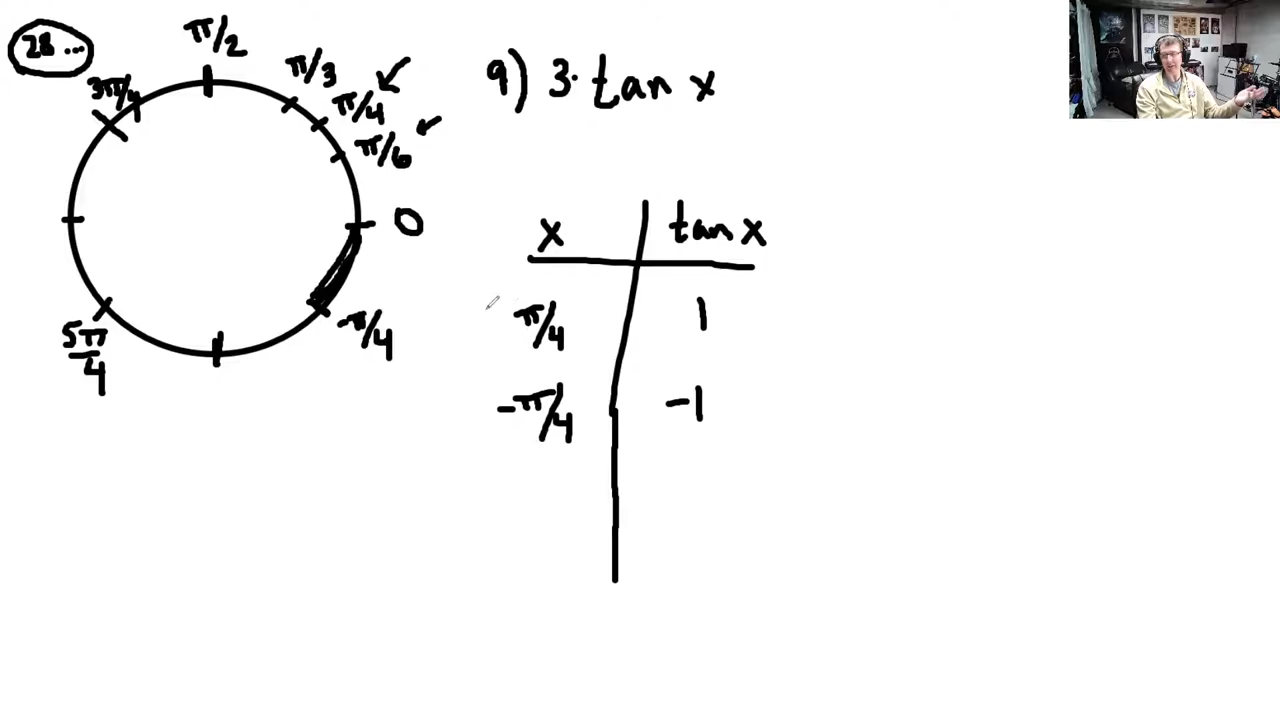 28 ...
π/2
3π/4
π/3
π/4
π/6
0
-π/4
5π/4
9) 3· tan x
x tan x
π/4 1
-π/4 -1